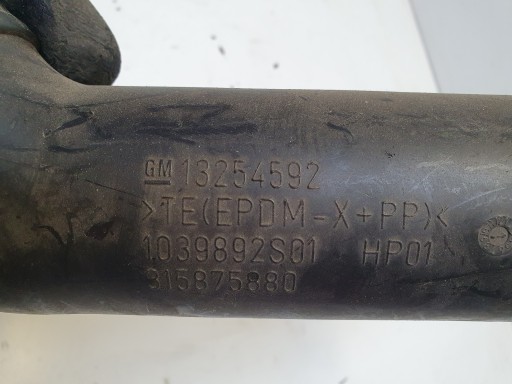 GM 13254592
>TE(EPDM-X+PP)<
1039892S01 HP01
315875880